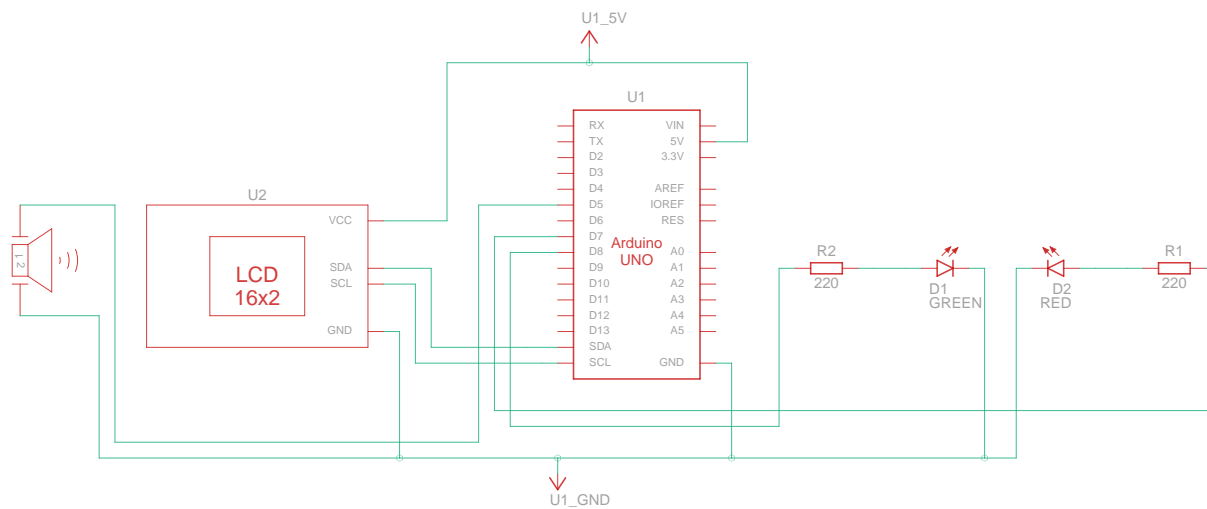 U1_5V
U1
RX
TX
D2
D3
D4
D5
D6
D7
D8
D9
D10
D11
D12
D13
SDA
SCL
VIN
5V
3.3V
AREF
IOREF
RES
A0
A1
A2
A3
A4
A5
GND
Arduino
UNO
U2
VCC
SDA
SCL
GND
LCD
16x2
1 2
R2
220
D1
GREEN
D2
RED
R1
220
U1_GND